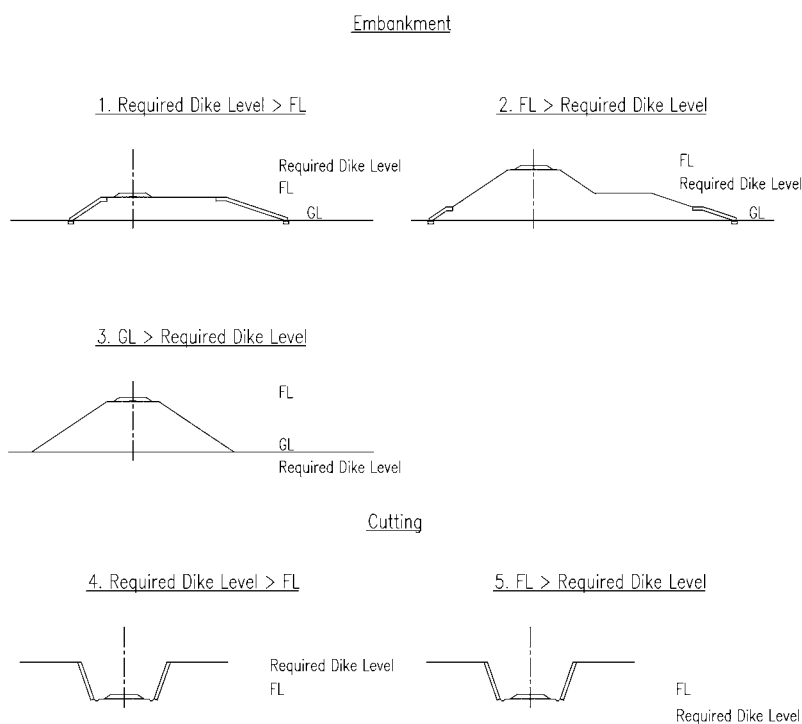 Embankment
1. Required Dike Level > FL
Required Dike Level
FL
GL
2. FL > Required Dike Level
FL
Required Dike Level
GL
3. GL > Required Dike Level
FL
GL
Required Dike Level
Cutting
4. Required Dike Level > FL
Required Dike Level
FL
5. FL > Required Dike Level
FL
Required Dike Level